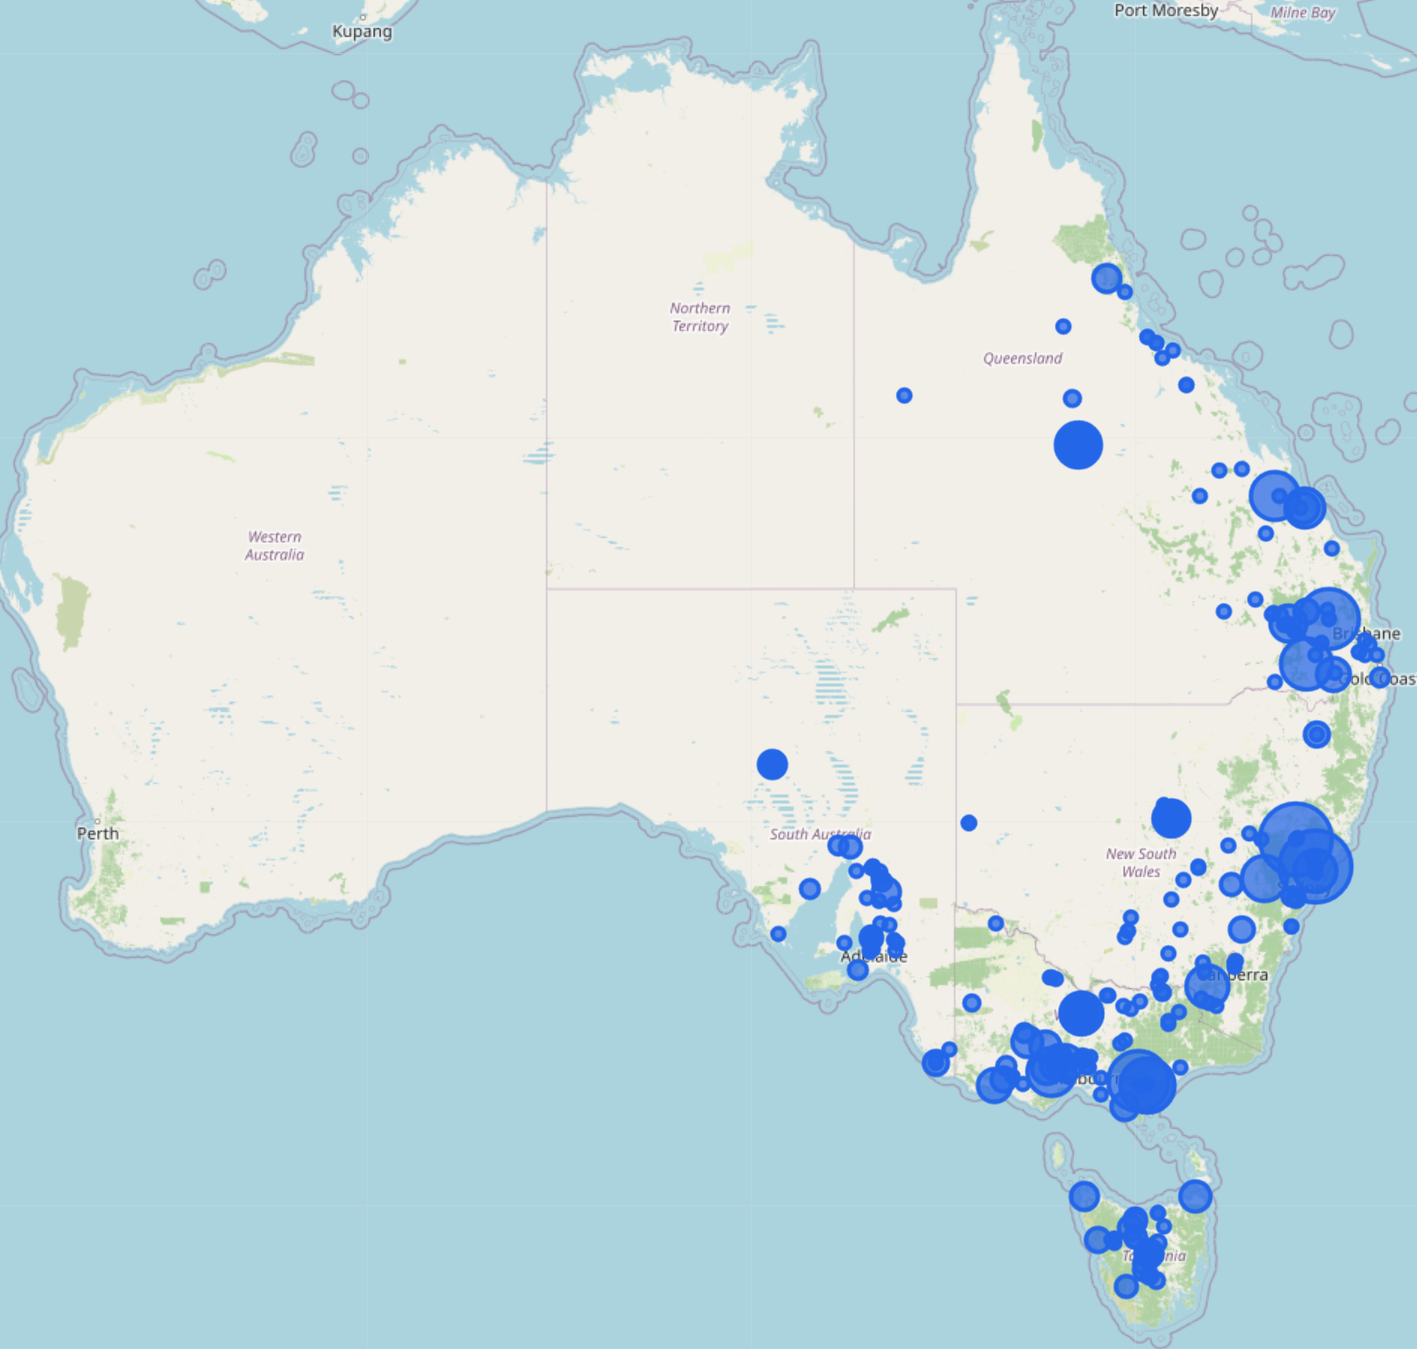 Kupang
Port Moresby
Milne Bay
Northern
Territory
Queensland
Western
Australia
Brisbane
Perth
South Australia
New South
Wales
Adelaide
Canberra
Tasmania